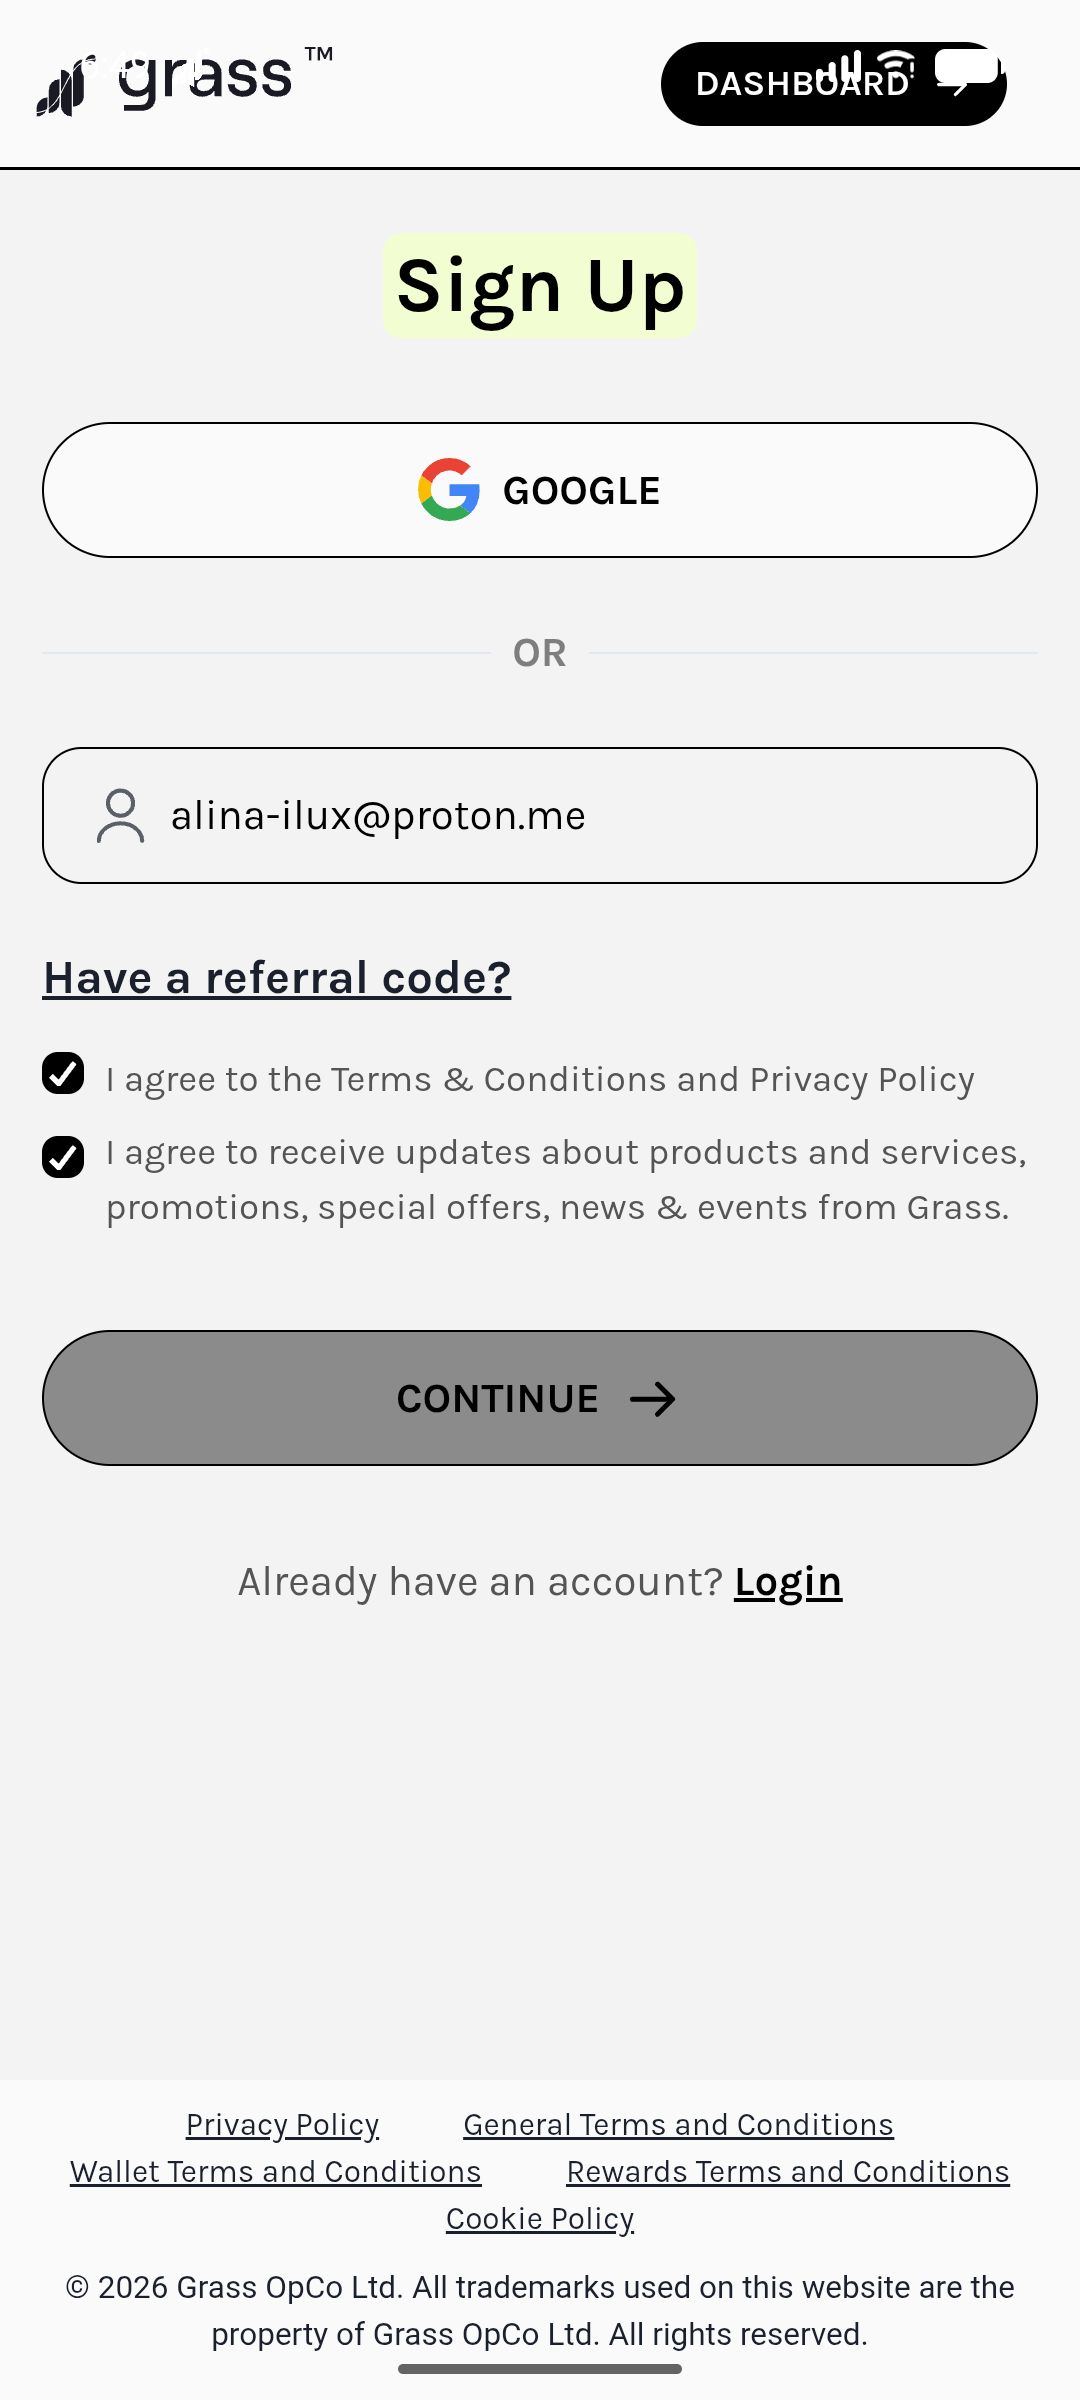 grass ™
DASHBOARD
Sign Up
GOOGLE
OR
alina-ilux@proton.me
Have a referral code?
I agree to the Terms & Conditions and Privacy Policy
I agree to receive updates about products and services,
promotions, special offers, news & events from Grass.
CONTINUE
Already have an account? Login
Privacy Policy General Terms and Conditions
Wallet Terms and Conditions Rewards Terms and Conditions
Cookie Policy
© 2026 Grass OpCo Ltd. All trademarks used on this website are the
property of Grass OpCo Ltd. All rights reserved.